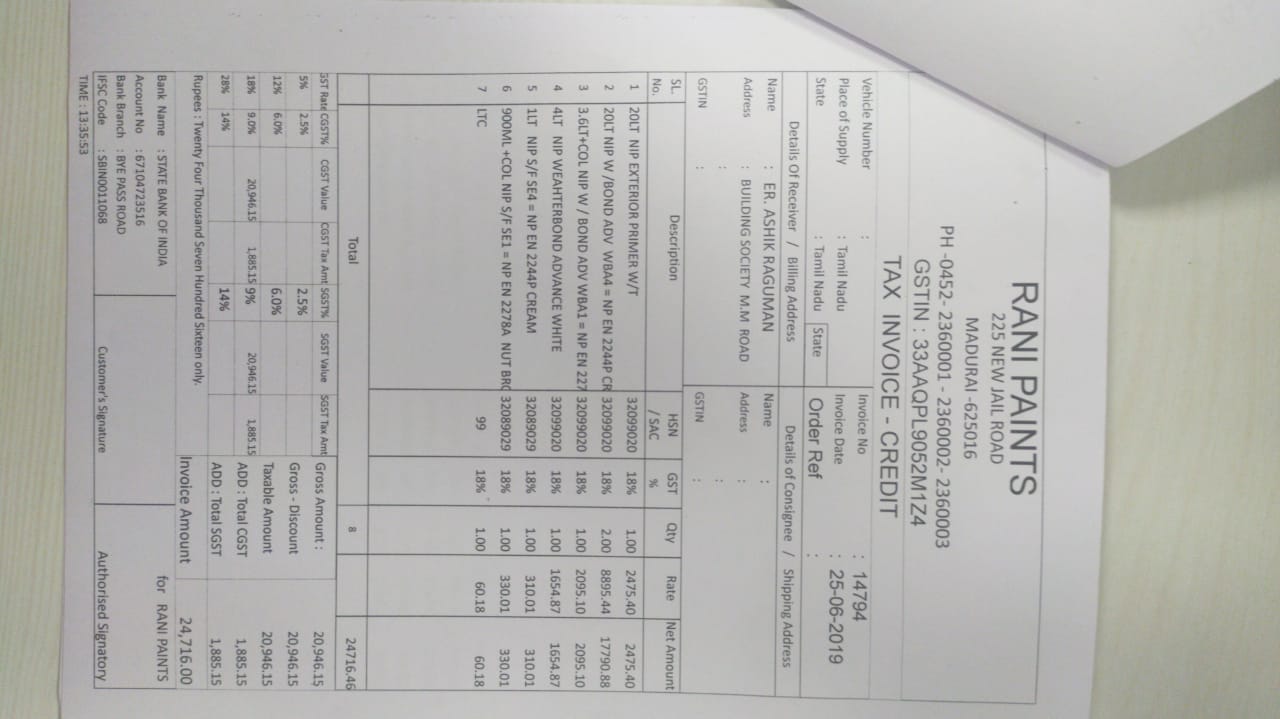 RANI PAINTS
225 NEW JAIL ROAD
MADURAI -625016
PH -0452- 2360001 - 2360002- 2360003
GSTIN : 33AAQPL9052M1Z4
TAX INVOICE - CREDIT
Vehicle Number : Invoice No : 14794
Place of Supply : Tamil Nadu Invoice Date : 25-06-2019
State : Tamil Nadu State Order Ref :
Details Of Receiver / Billing Address Details of Consignee / Shipping Address
Name : ER. ASHIK RAGUMAN Name :
Address : BUILDING SOCIETY M.M ROAD Address :
: :
GSTIN : GSTIN :
SL. No. Description HSN / SAC GST % Qty Rate Net Amount
1 20LT NIP EXTERIOR PRIMER W/T 32099020 18% 1.00 2475.40 2475.40
2 20LT NIP W /BOND ADV WBA4 = NP EN 2244P CR 32099020 18% 2.00 8895.44 17790.88
3 3.6LT+COL NIP W / BOND ADV WBA1 = NP EN 227 32099020 18% 1.00 2095.10 2095.10
4 4LT NIP WEAHTERBOND ADVANCE WHITE 32099020 18% 1.00 1654.87 1654.87
5 1LT NIP S/F SE4 = NP EN 2244P CREAM 32089029 18% 1.00 310.01 310.01
6 900ML +COL NIP S/F SE1 = NP EN 2278A NUT BRO 32089029 18% 1.00 330.01 330.01
7 LTC 99 18% 1.00 60.18 60.18
Total 8 24716.46
GST Rate CGST% CGST Value CGST Tax Amt SGST% SGST Value SGST Tax Amt Gross Amount : 20,946.15
5% 2.5% 2.5% Gross - Discount 20,946.15
12% 6.0% 6.0% Taxable Amount 20,946.15
18% 9.0% 20,946.15 1,885.15 9% 20,946.15 1,885.15 ADD : Total CGST 1,885.15
28% 14% 14% ADD : Total SGST 1,885.15
Rupees : Twenty Four Thousand Seven Hundred Sixteen only. Invoice Amount 24,716.00
Bank Name : STATE BANK OF INDIA for RANI PAINTS
Account No : 67104723516
Bank Branch : BYE PASS ROAD
IFSC Code : SBIN0011068 Customer's Signature Authorised Signatory
TIME : 13:35:53